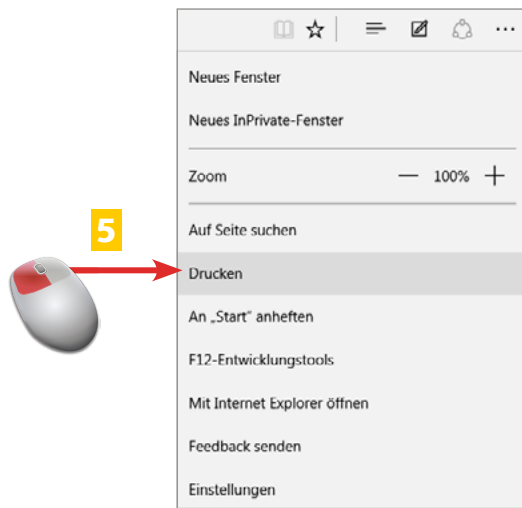 Neues Fenster
Neues InPrivate-Fenster
Zoom — 100% +
Auf Seite suchen
5
Drucken
An „Start“ anheften
F12-Entwicklungstools
Mit Internet Explorer öffnen
Feedback senden
Einstellungen